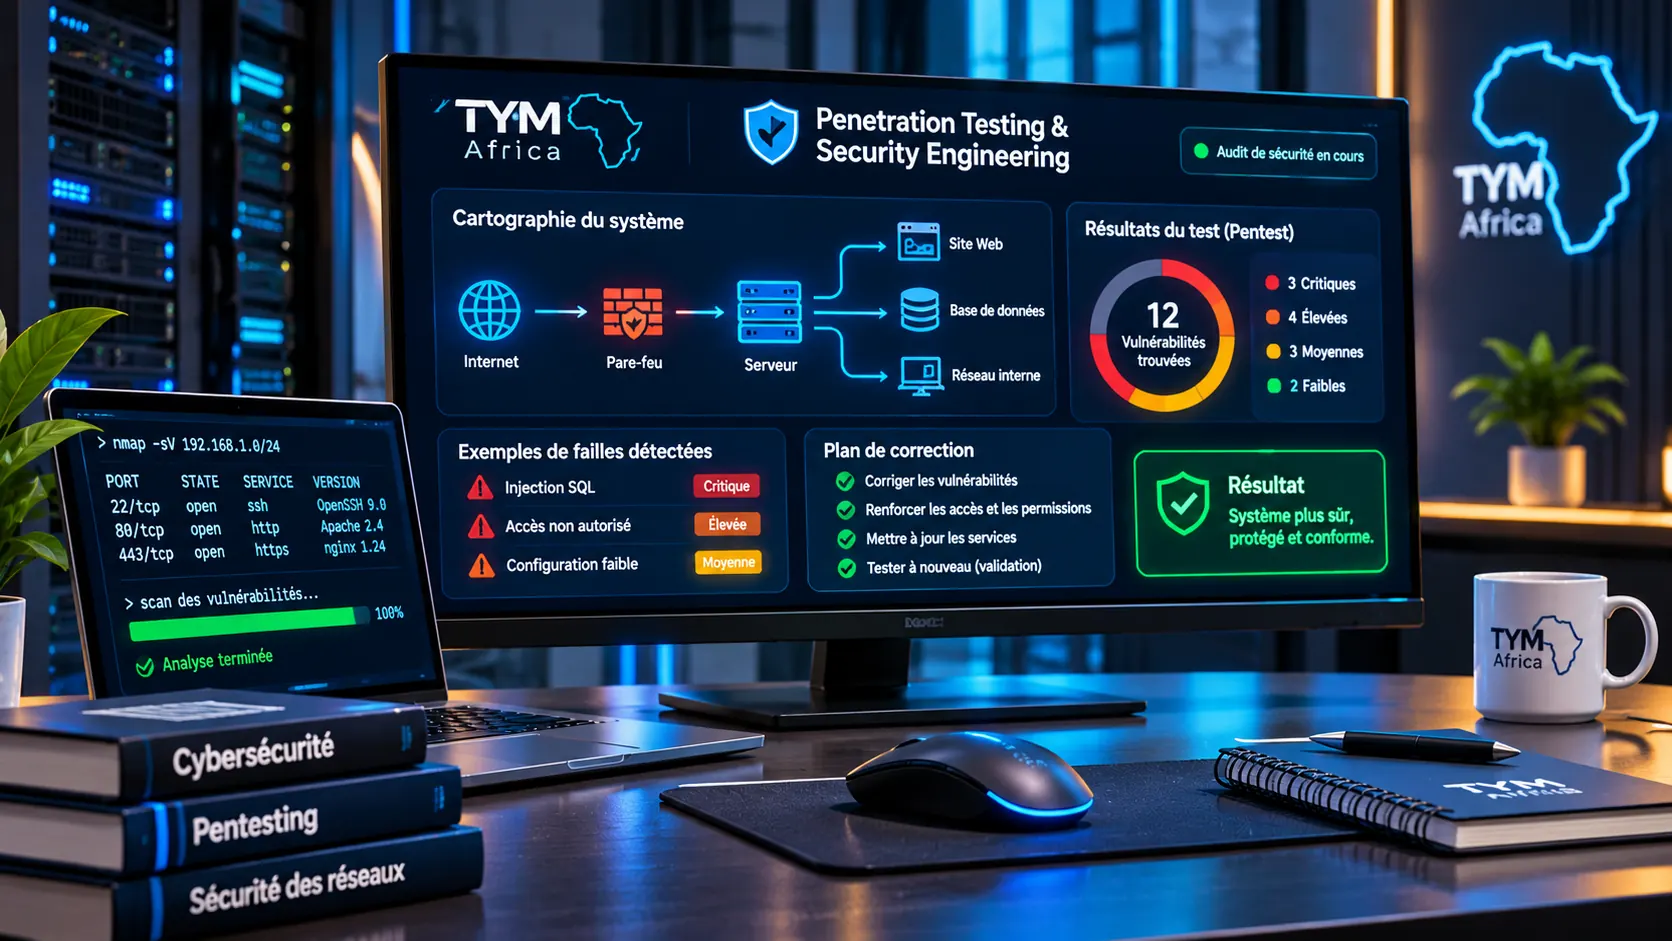 TYM
Africa
Penetration Testing &
Security Engineering
Audit de sécurité en cours
Cartographie du système
Internet
Pare-feu
Serveur
Site Web
Base de données
Réseau interne
Résultats du test (Pentest)
12
Vulnérabilités
trouvées
3 Critiques
4 Élevées
3 Moyennes
2 Faibles
Exemples de failles détectées
Injection SQL
Critique
Accès non autorisé
Élevée
Configuration faible
Moyenne
Plan de correction
Corriger les vulnérabilités
Renforcer les accès et les permissions
Mettre à jour les services
Tester à nouveau (validation)
Résultat
Système plus sûr,
protégé et conforme.
TYM
Africa
> nmap -sV 192.168.1.0/24
PORT STATE SERVICE VERSION
22/tcp open ssh OpenSSH 9.0
80/tcp open http Apache 2.4
443/tcp open https nginx 1.24
> scan des vulnérabilités...
100%
Analyse terminée
Cybersécurité
Pentesting
Sécurité des réseaux
TYM
Africa
TYM